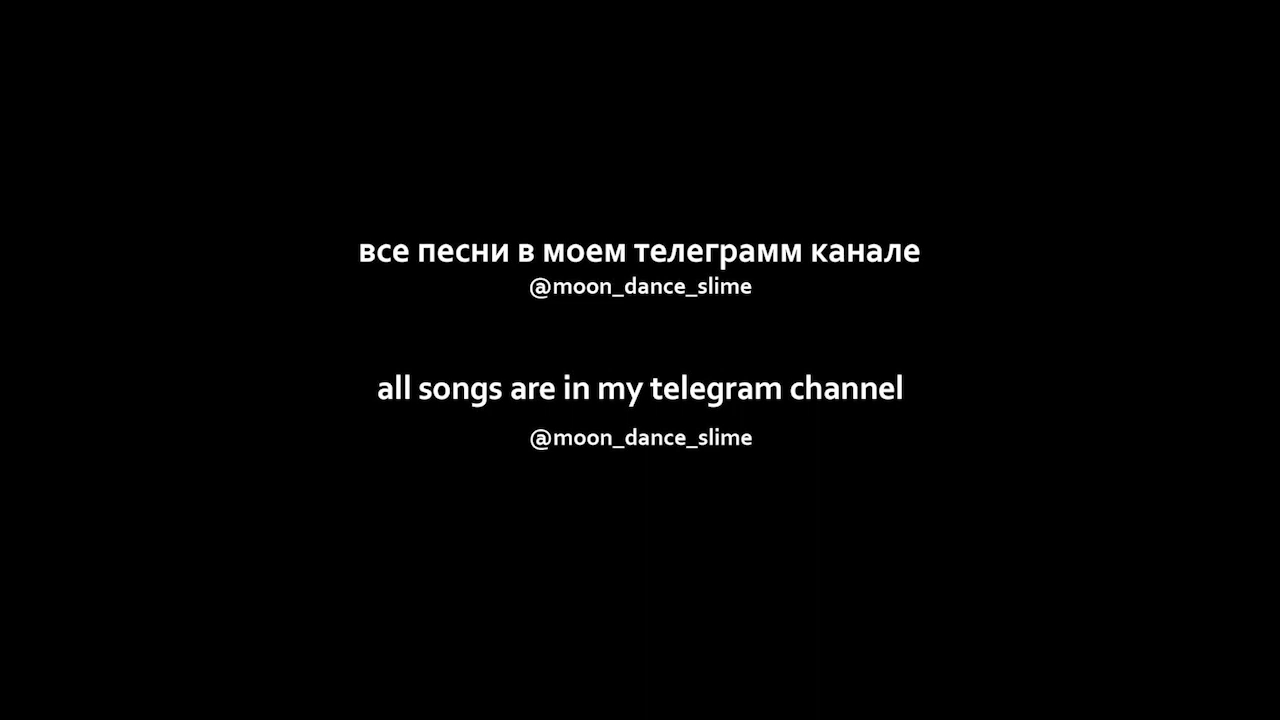 все песни в моем телеграмм канале
@moon_dance_slime
all songs are in my telegram channel
@moon_dance_slime